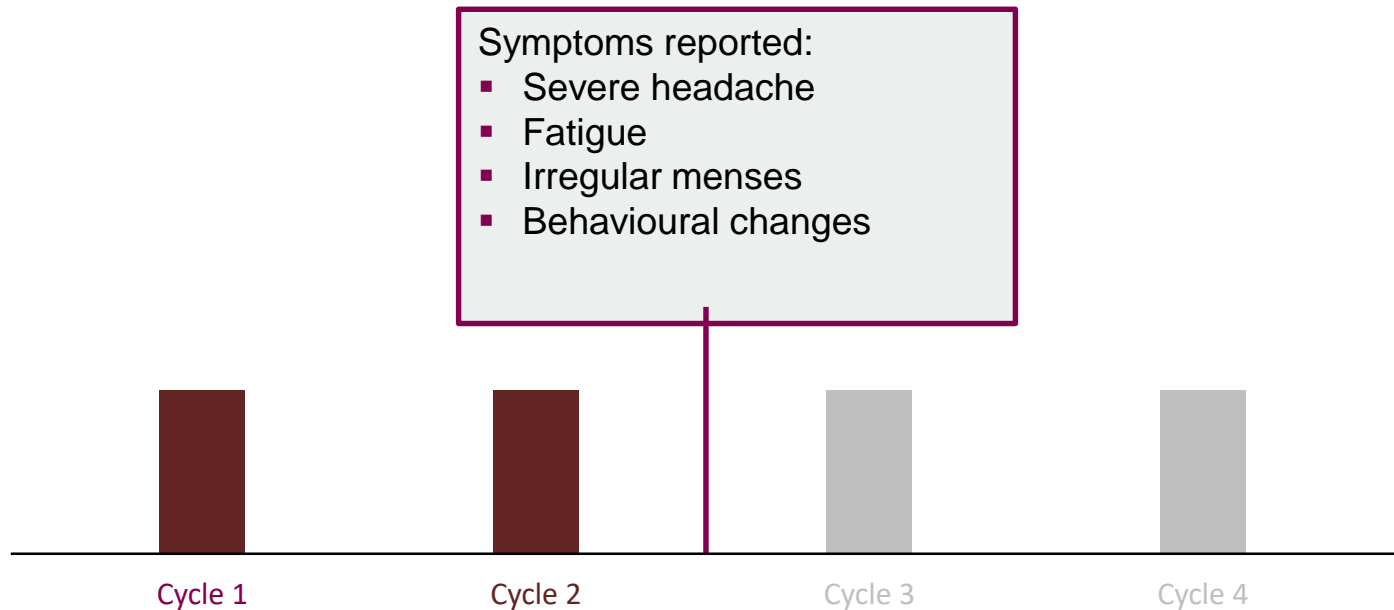 Symptoms reported:
▪ Severe headache
▪ Fatigue
▪ Irregular menses
▪ Behavioural changes
Cycle 1 Cycle 2 Cycle 3 Cycle 4